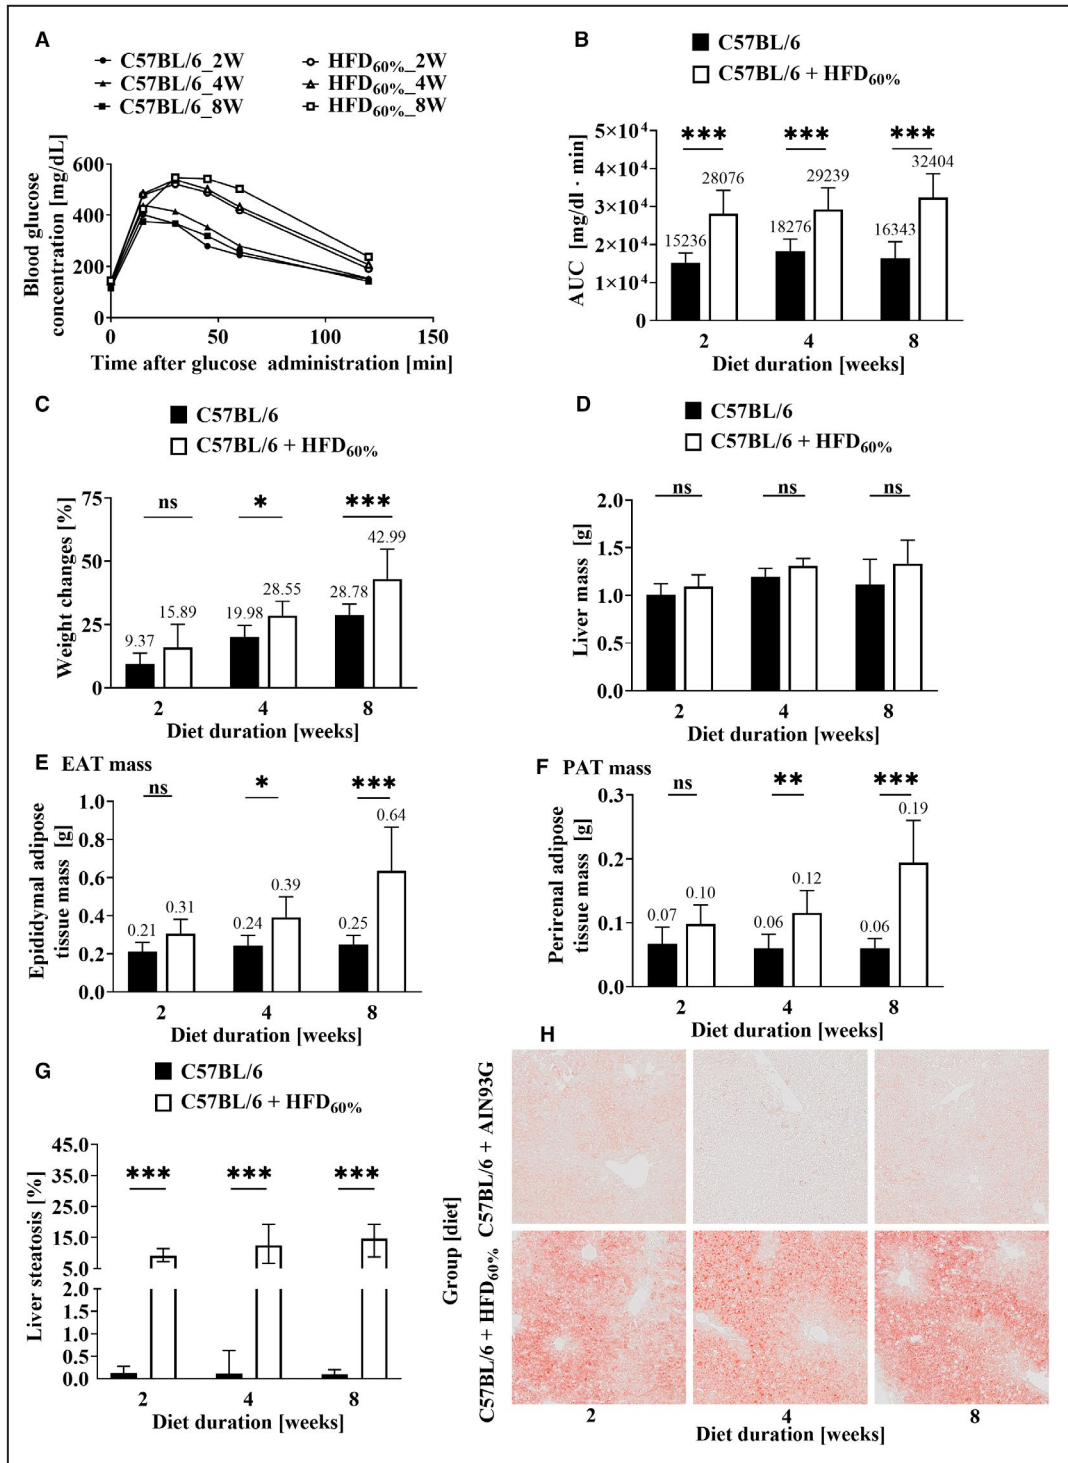 A
C57BL/6_2W
HFD60%_2W
C57BL/6_4W
HFD60%_4W
C57BL/6_8W
HFD60%_8W
Blood glucose
concentration [mg/dL]
600
400
200
0
0
50
100
150
Time after glucose administration [min]
B
C57BL/6
C57BL/6 + HFD60%
AUC [mg/dl · min]
5×10⁴
4×10⁴
3×10⁴
2×10⁴
1×10⁴
0
*** *** ***
15236
28076
18276
29239
16343
32404
2 4 8
Diet duration [weeks]
C
C57BL/6
C57BL/6 + HFD60%
Weight changes [%]
75
50
25
0
ns * ***
9.37
15.89
19.98
28.55
28.78
42.99
2 4 8
Diet duration [weeks]
D
C57BL/6
C57BL/6 + HFD60%
Liver mass [g]
2.0
1.5
1.0
0.5
0.0
ns ns ns
2 4 8
Diet duration [weeks]
E EAT mass
Epididymal adipose
tissue mass [g]
1.0
0.8
0.6
0.4
0.2
0.0
ns * ***
0.21
0.31
0.24
0.39
0.25
0.64
2 4 8
Diet duration [weeks]
F PAT mass
Perirenal adipose
tissue mass [g]
0.3
0.2
0.1
0.0
ns ** ***
0.07
0.10
0.06
0.12
0.06
0.19
2 4 8
Diet duration [weeks]
G
C57BL/6
C57BL/6 + HFD60%
Liver steatosis [%]
45.0
35.0
25.0
15.0
5.0
2.0
1.5
1.0
0.5
0.0
*** *** ***
2 4 8
Diet duration [weeks]
H
Group [diet]
C57BL/6 + AIN93G
C57BL/6 + HFD60%
2 4 8
Diet duration [weeks]